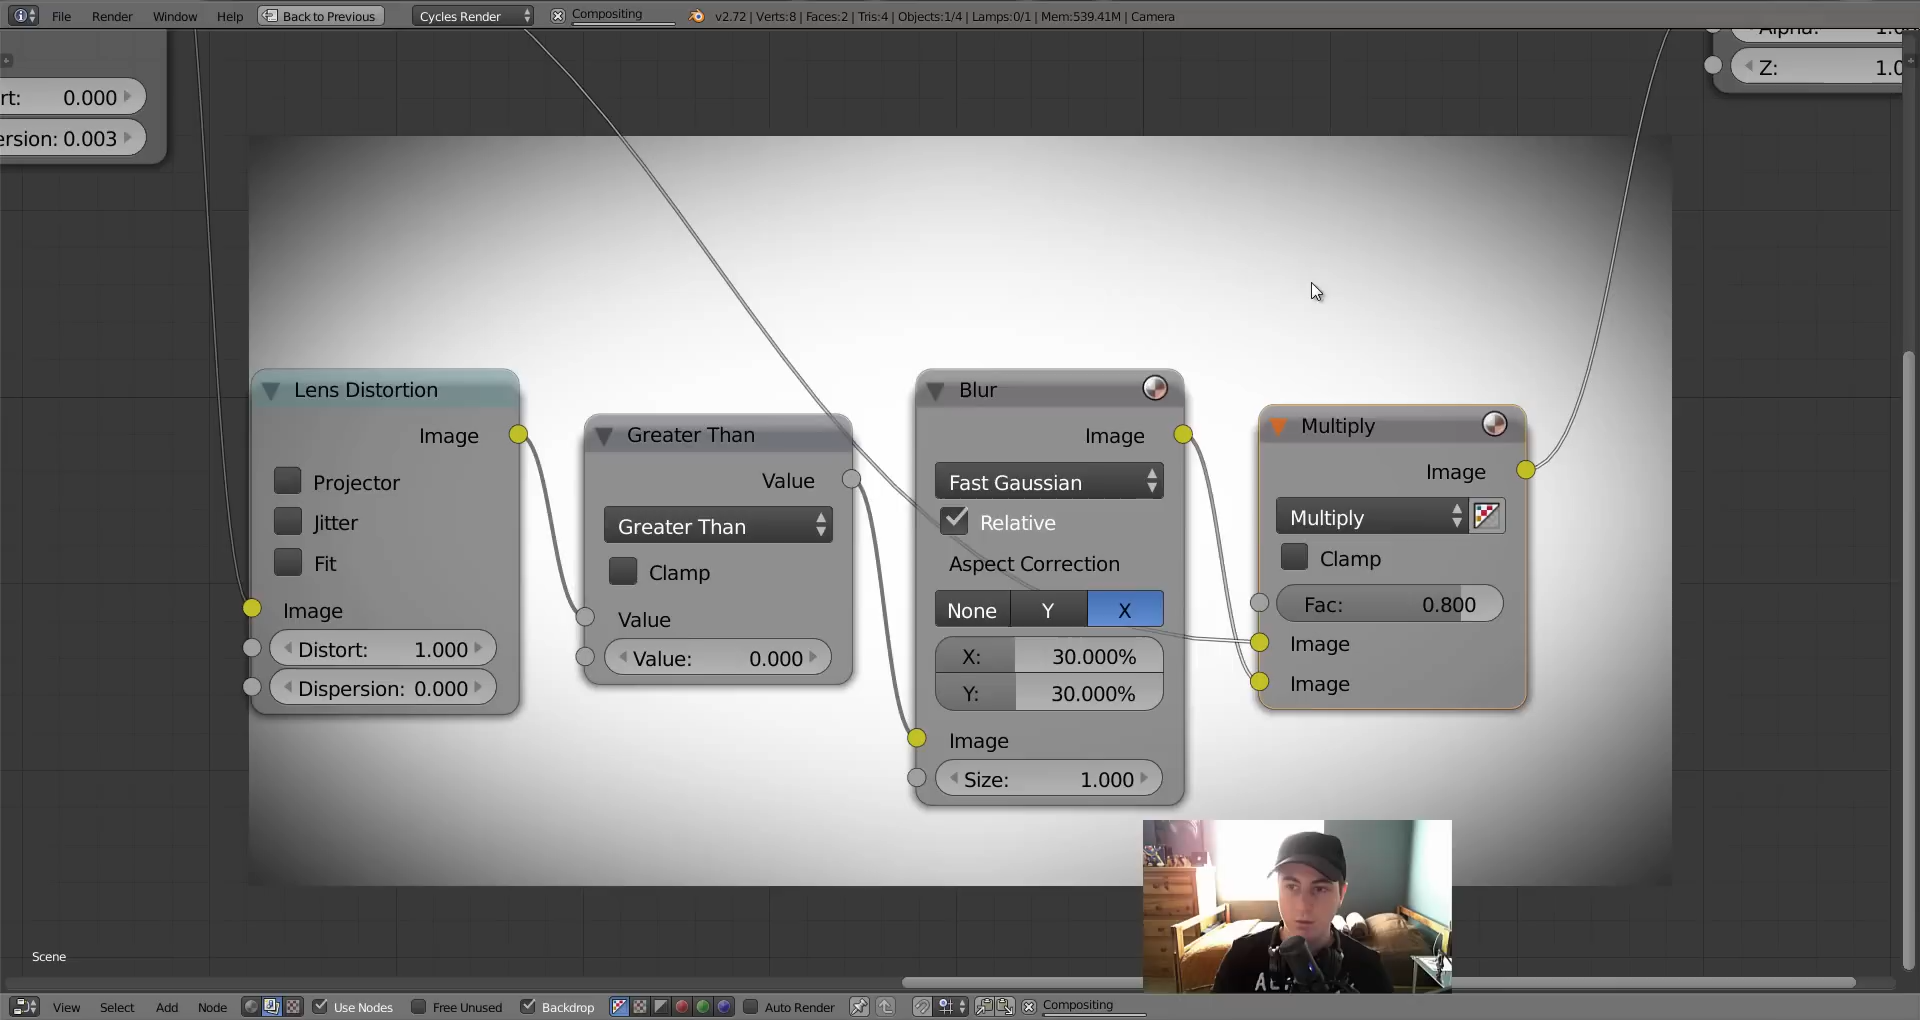 File Render Window Help Back to Previous Cycles Render Compositing v2.72 | Verts:8 | Faces:2 | Tris:4 | Objects:1/4 | Lamps:0/1 | Mem:539.41M | Camera
Alpha:
Z: 1.0
rt: 0.000
ersion: 0.003
Lens Distortion
Image
Projector
Jitter
Fit
Image
Distort: 1.000
Dispersion: 0.000
Greater Than
Value
Greater Than
Clamp
Value
Value: 0.000
Blur
Image
Fast Gaussian
Relative
Aspect Correction
None Y X
X: 30.000%
Y: 30.000%
Image
Size: 1.000
Multiply
Image
Multiply
Clamp
Fac: 0.800
Image
Image
Scene
View Select Add Node Use Nodes Free Unused Backdrop Auto Render Compositing